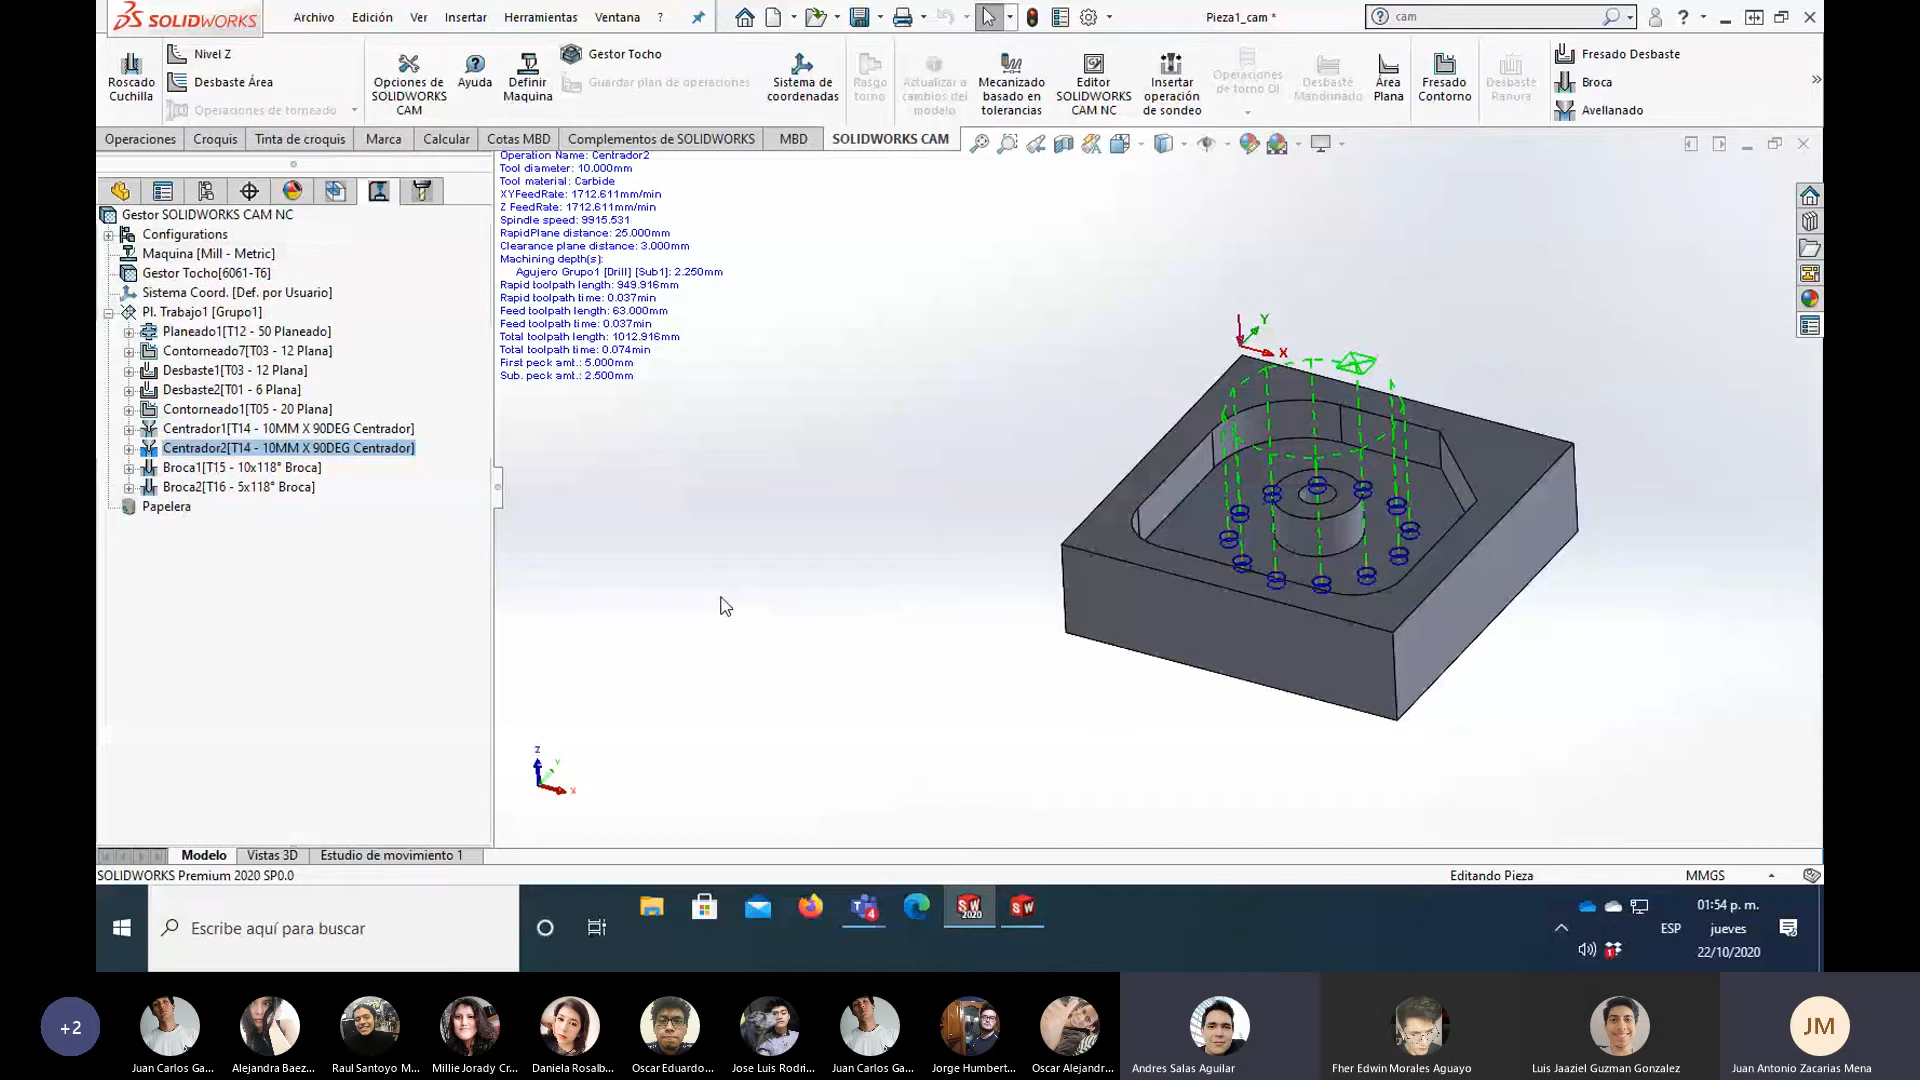 SOLIDWORKS
Archivo Edición Ver Insertar Herramientas Ventana ?
Pieza1_cam *
cam
Roscado Cuchilla
Nivel Z
Desbaste Área
Operaciones de torneado
Opciones de SOLIDWORKS CAM
Ayuda
Definir Maquina
Gestor Tocho
Guardar plan de operaciones
Sistema de coordenadas
Rasgo torno
Actualizar a cambios del modelo
Mecanizado basado en tolerancias
Editor SOLIDWORKS CAM NC
Insertar operación de sondeo
Operaciones de torno DI
Desbaste Mandrinado
Área Plana
Fresado Contorno
Desbaste Ranura
Fresado Desbaste
Broca
Avellanado
Operaciones Croquis Tinta de croquis Marca Calcular Cotas MBD Complementos de SOLIDWORKS MBD SOLIDWORKS CAM
Gestor SOLIDWORKS CAM NC
Configurations
Maquina [Mill - Metric]
Gestor Tocho[6061-T6]
Sistema Coord. [Def. por Usuario]
Pl. Trabajo1 [Grupo1]
Planeado1[T12 - 50 Planeado]
Contorneado7[T03 - 12 Plana]
Desbaste1[T03 - 12 Plana]
Desbaste2[T01 - 6 Plana]
Contorneado1[T05 - 20 Plana]
Centrador1[T14 - 10MM X 90DEG Centrador]
Centrador2[T14 - 10MM X 90DEG Centrador]
Broca1[T15 - 10x118° Broca]
Broca2[T16 - 5x118° Broca]
Papelera
Operation Name: Centrador2
Tool diameter: 10.000mm
Tool material: Carbide
XYFeedRate: 1712.611mm/min
Z FeedRate: 1712.611mm/min
Spindle speed: 9915.531
RapidPlane distance: 25.000mm
Clearance plane distance: 3.000mm
Machining depth(s):
Agujero Grupo1 [Drill] [Sub1]: 2.250mm
Rapid toolpath length: 949.916mm
Rapid toolpath time: 0.037min
Feed toolpath length: 63.000mm
Feed toolpath time: 0.037min
Total toolpath length: 1012.916mm
Total toolpath time: 0.074min
First peck amt.: 5.000mm
Sub. peck amt.: 2.500mm
Y
X
Z
Y
X
Modelo Vistas 3D Estudio de movimiento 1
SOLIDWORKS Premium 2020 SP0.0
Editando Pieza
MMGS
Escribe aquí para buscar
4
SW 2020
SW
ESP
01:54 p. m.
jueves
22/10/2020
+2
JM
Juan Carlos Ga...
Alejandra Baez...
Raul Santoyo M...
Millie Jorady Cr...
Daniela Rosalb...
Oscar Eduardo...
Jose Luis Rodri...
Juan Carlos Ga...
Jorge Humbert...
Oscar Alejandr...
Andres Salas Aguilar
Fher Edwin Morales Aguayo
Luis Jaaziel Guzman Gonzalez
Juan Antonio Zacarias Mena